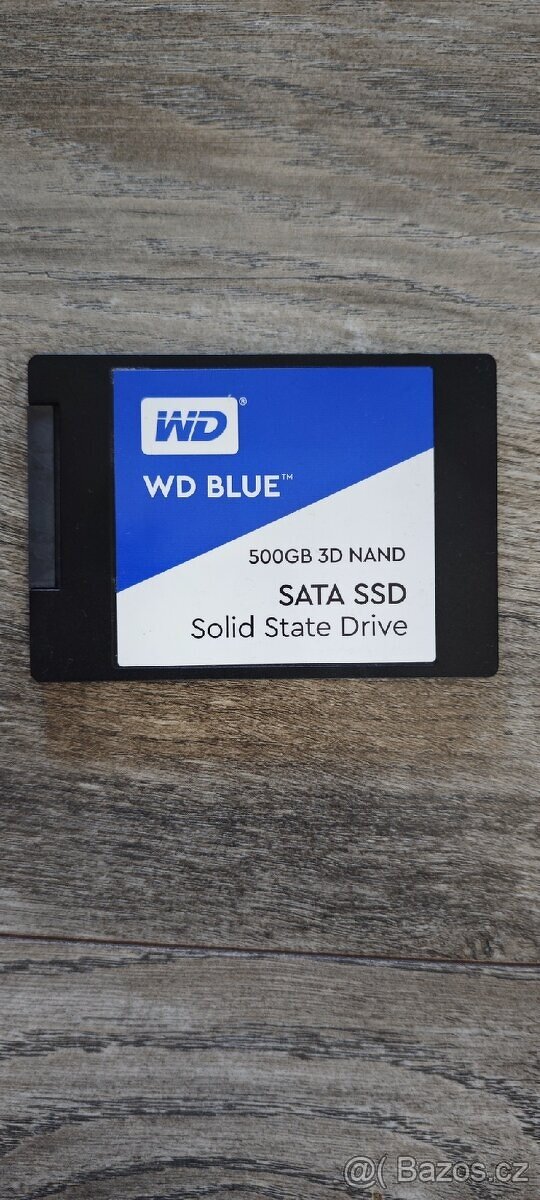 WD®
WD BLUE™
500GB 3D NAND
SATA SSD
Solid State Drive
@( Bazos.cz